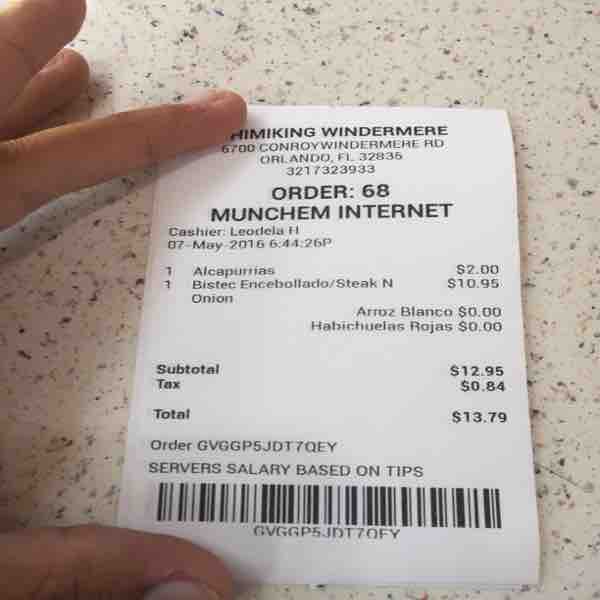 HIMIKING WINDERMERE
6700 CONROYWINDERMERE RD
ORLANDO, FL 32835
3217323933
ORDER: 68
MUNCHEM INTERNET
Cashier: Leodela H
07-May-2016 6:44:26P
1 Alcapurrias $2.00
1 Bistec Encebollado/Steak N $10.95
Onion
Arroz Blanco $0.00
Habichuelas Rojas $0.00
Subtotal $12.95
Tax $0.84
Total $13.79
Order GVGGP5JDT7QEY
SERVERS SALARY BASED ON TIPS
GVGGP5JDT7QEY